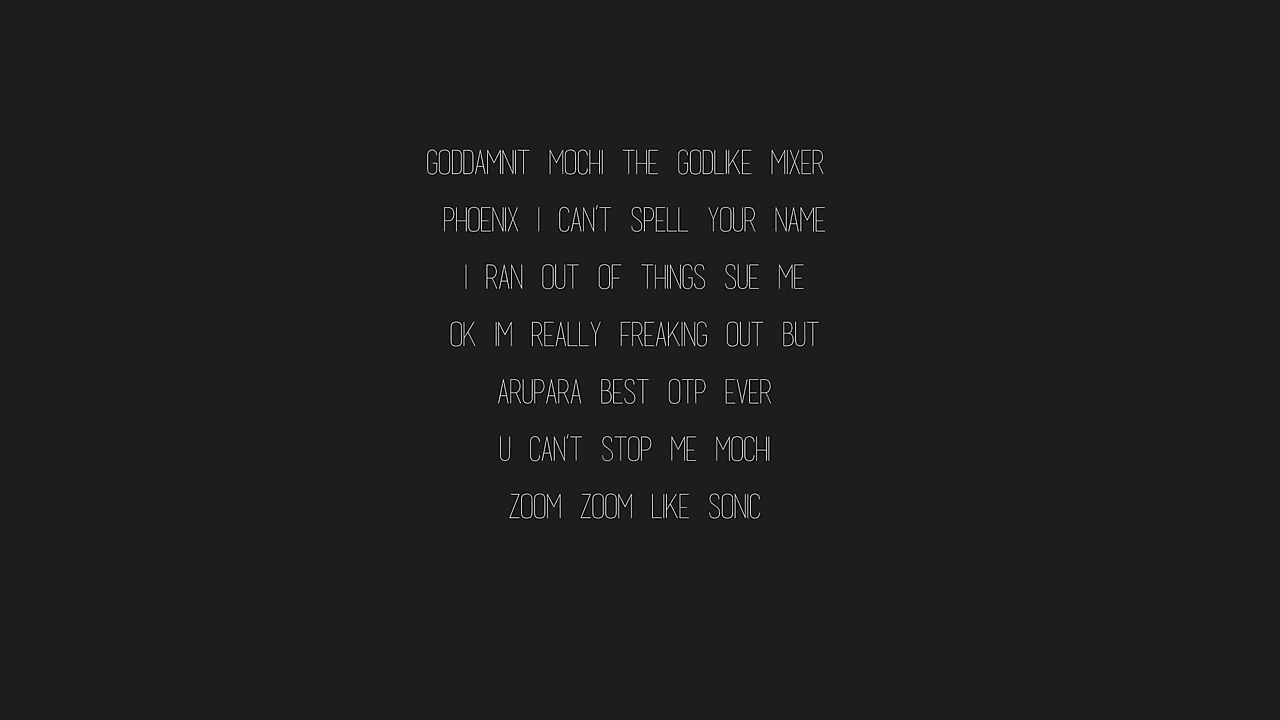 GODDAMNIT MOCHI THE GODLIKE MIXER
PHOENIX I CAN'T SPELL YOUR NAME
I RAN OUT OF THINGS SUE ME
OK IM REALLY FREAKING OUT BUT
ARUPARA BEST OTP EVER
U CAN'T STOP ME MOCHI
ZOOM ZOOM LIKE SONIC